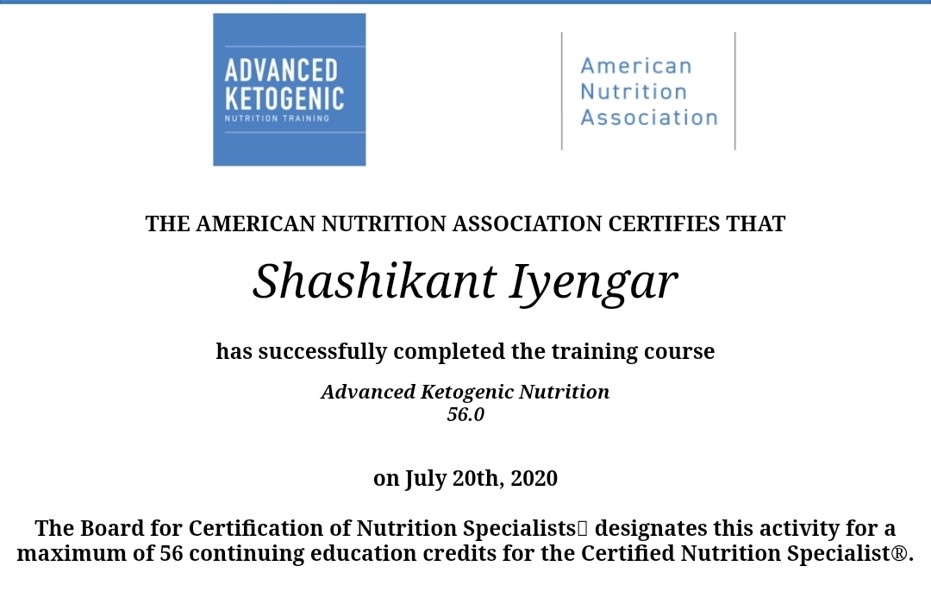 ADVANCED
KETOGENIC
NUTRITION TRAINING
American
Nutrition
Association
THE AMERICAN NUTRITION ASSOCIATION CERTIFIES THAT
Shashikant Iyengar
has successfully completed the training course
Advanced Ketogenic Nutrition
56.0
on July 20th, 2020
The Board for Certification of Nutrition Specialists▯ designates this activity for a
maximum of 56 continuing education credits for the Certified Nutrition Specialist®.